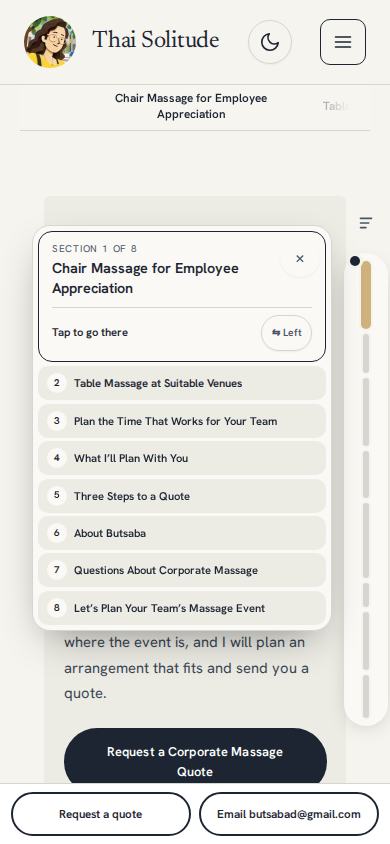 Thai Solitude
Chair Massage for Employee
Appreciation
Table
SECTION 1 OF 8
Chair Massage for Employee
Appreciation
Tap to go there
⇆ Left
2 Table Massage at Suitable Venues
3 Plan the Time That Works for Your Team
4 What I’ll Plan With You
5 Three Steps to a Quote
6 About Butsaba
7 Questions About Corporate Massage
8 Let’s Plan Your Team’s Massage Event
where the event is, and I will plan an
arrangement that fits and send you a
quote.
Request a Corporate Massage
Quote
Request a quote
Email butsabad@gmail.com